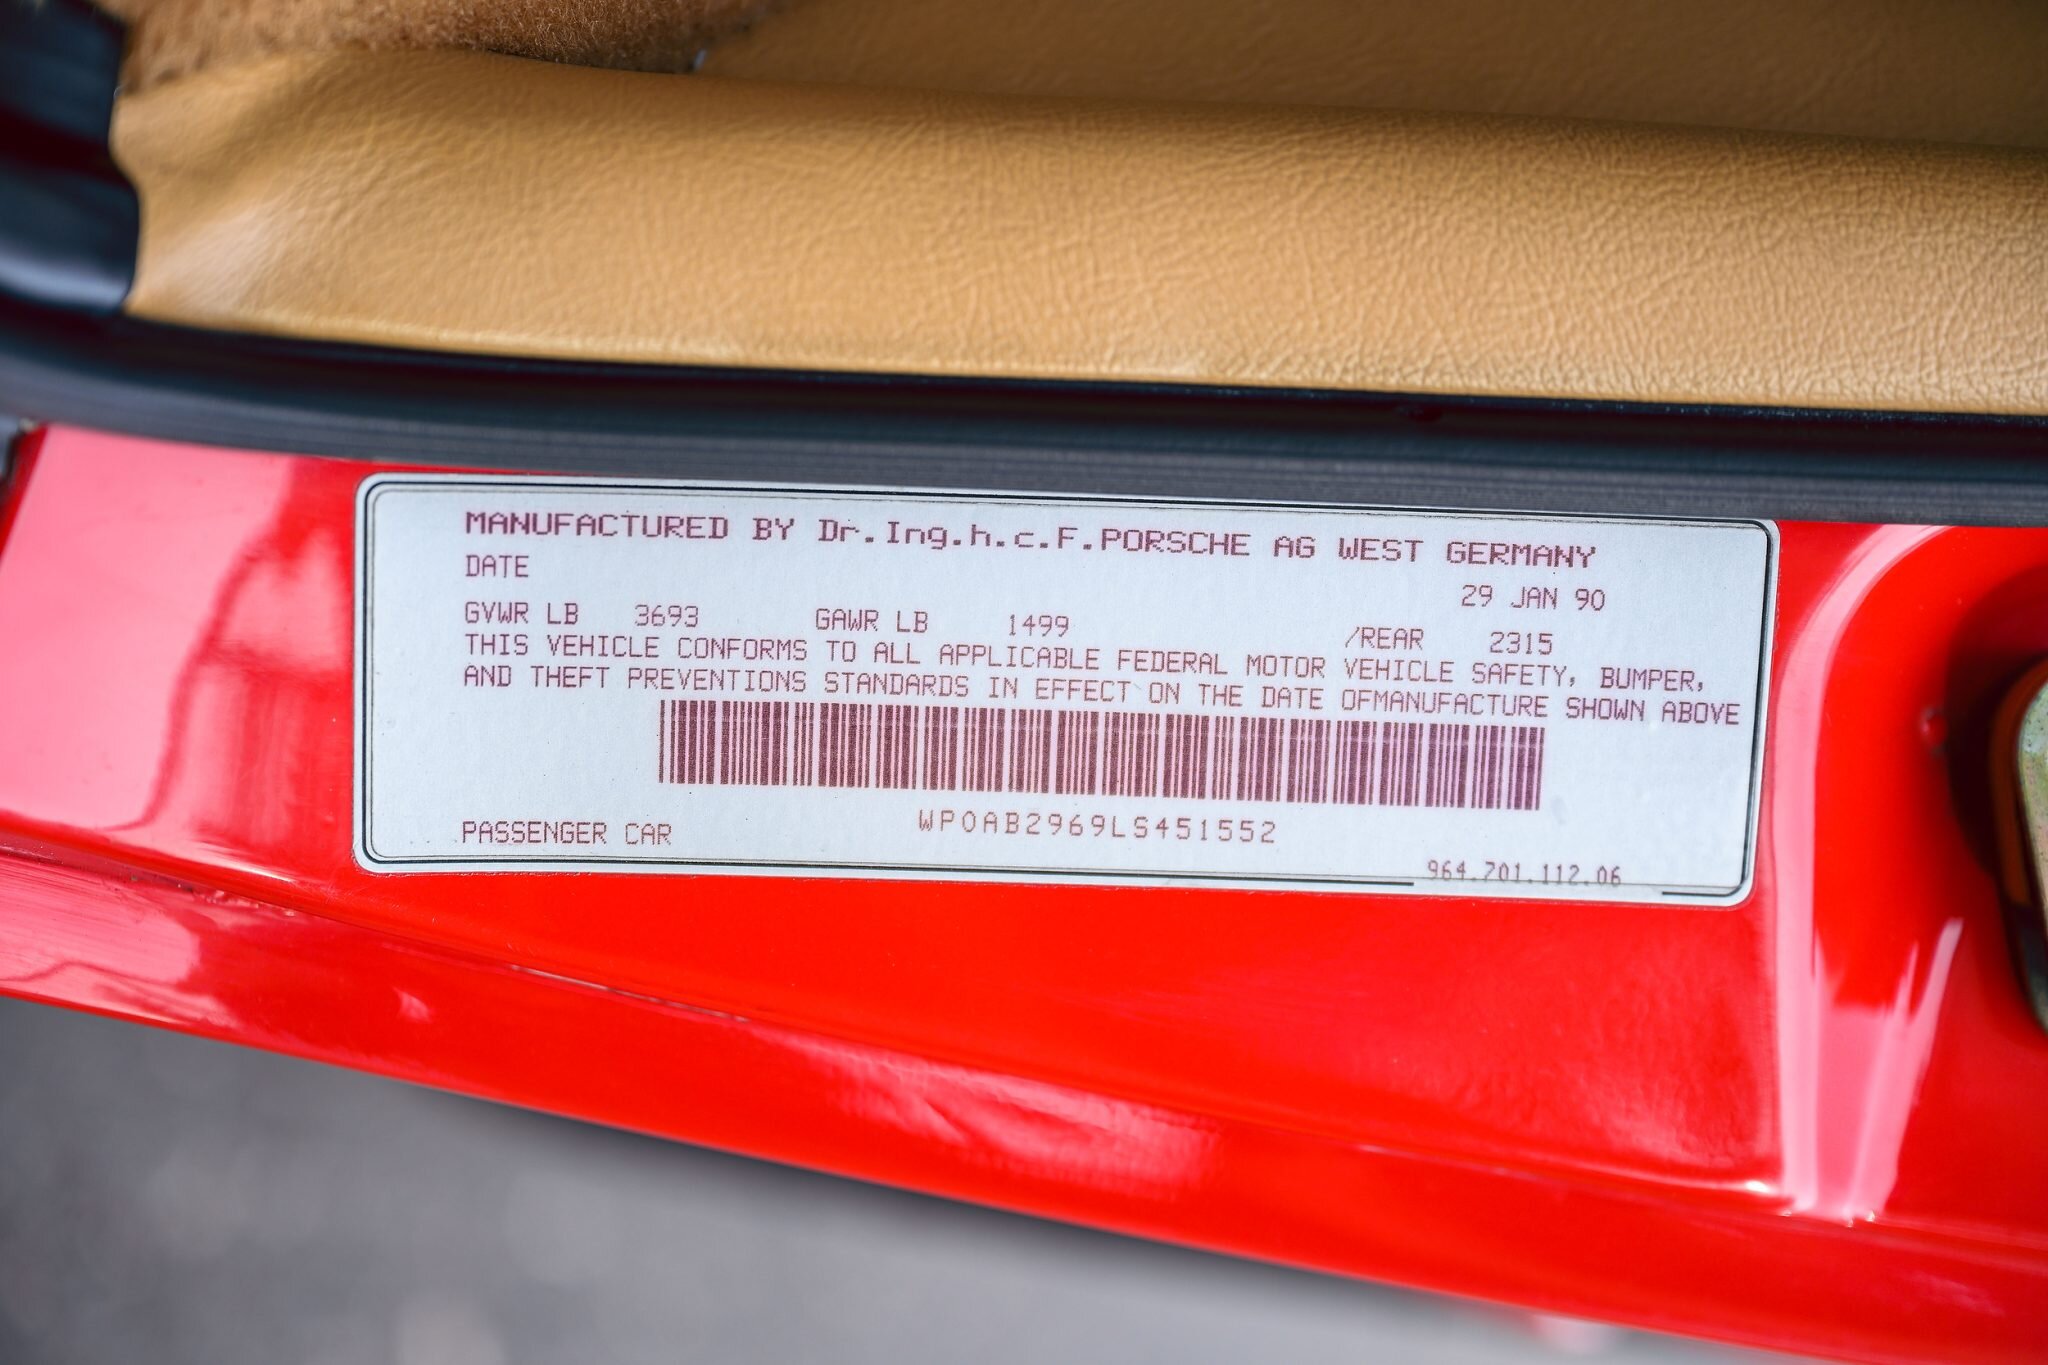 MANUFACTURED BY Dr.Ing.h.c.F.PORSCHE AG WEST GERMANY
DATE 29 JAN 90
GVWR LB 3693 GAWR LB 1499 /REAR 2315
THIS VEHICLE CONFORMS TO ALL APPLICABLE FEDERAL MOTOR VEHICLE SAFETY, BUMPER,
AND THEFT PREVENTIONS STANDARDS IN EFFECT ON THE DATE OFMANUFACTURE SHOWN ABOVE
WP0AB2969LS451552
PASSENGER CAR
964.701.112.06